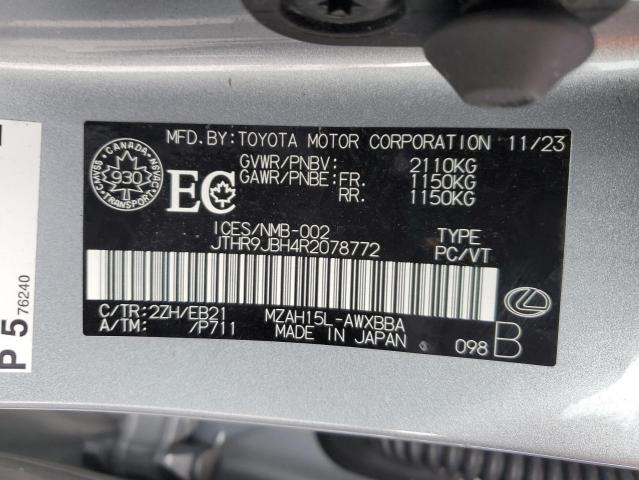 MFD.BY:TOYOTA MOTOR CORPORATION 11/23
CANADA
CMVSS NSVAC
930
TRANSPORT
EC
GVWR/PNBV: 2110KG
GAWR/PNBE:FR. 1150KG
RR. 1150KG
ICES/NMB-002
JTHR9JBH4R2078772
TYPE
PC/VT
C/TR:2ZH/EB21
A/TM: /P711
MZAH15L-AWXBBA
MADE IN JAPAN
098 B
P 5 76240